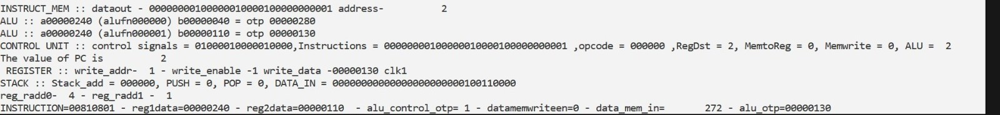 INSTRUCT_MEM :: dataout - 00000000100000010000100000000001 address-          2
ALU :: a00000240 (alufn000000) b00000040 = otp 00000280
ALU :: a00000240 (alufn000001) b00000110 = otp 00000130
CONTROL UNIT :: control signals = 01000010000010000,Instructions = 00000000100000010000100000000001 ,opcode = 000000 ,RegDst = 2, MemtoReg = 0, Memwrite = 0, ALU =  2
The value of PC is          2
 REGISTER :: write_addr-  1 - write_enable -1 write_data -00000130 clk1
STACK :: Stack_add = 000000, PUSH = 0, POP = 0, DATA_IN = 00000000000000000000000100110000
reg_radd0-  4 - reg_radd1 -  1
INSTRUCTION=00810801 - reg1data=00000240 - reg2data=00000110  - alu_control_otp= 1 - datamemwriteen=0 - data_mem_in=       272 - alu_otp=00000130